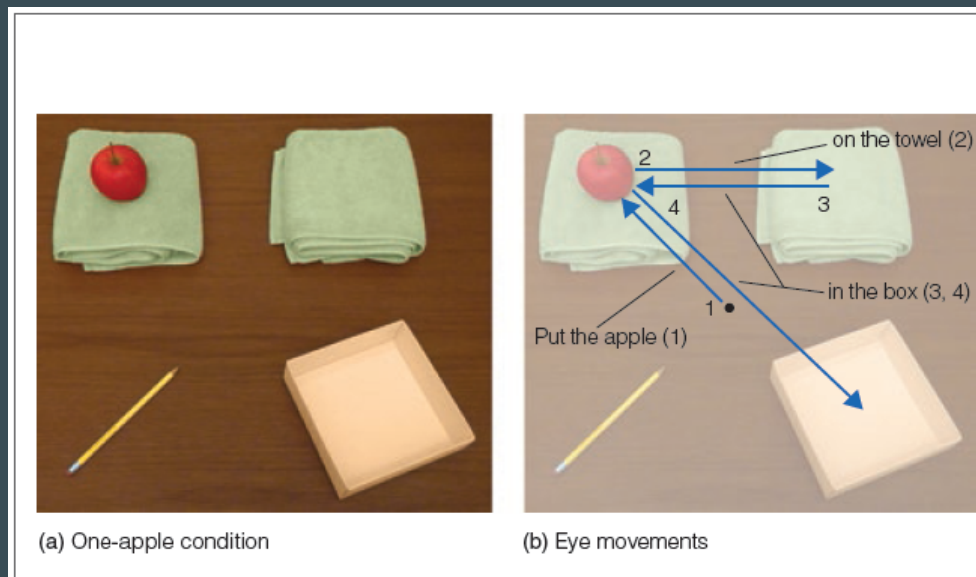 on the towel (2)
2
4
3
in the box (3, 4)
1
Put the apple (1)
(a) One-apple condition
(b) Eye movements